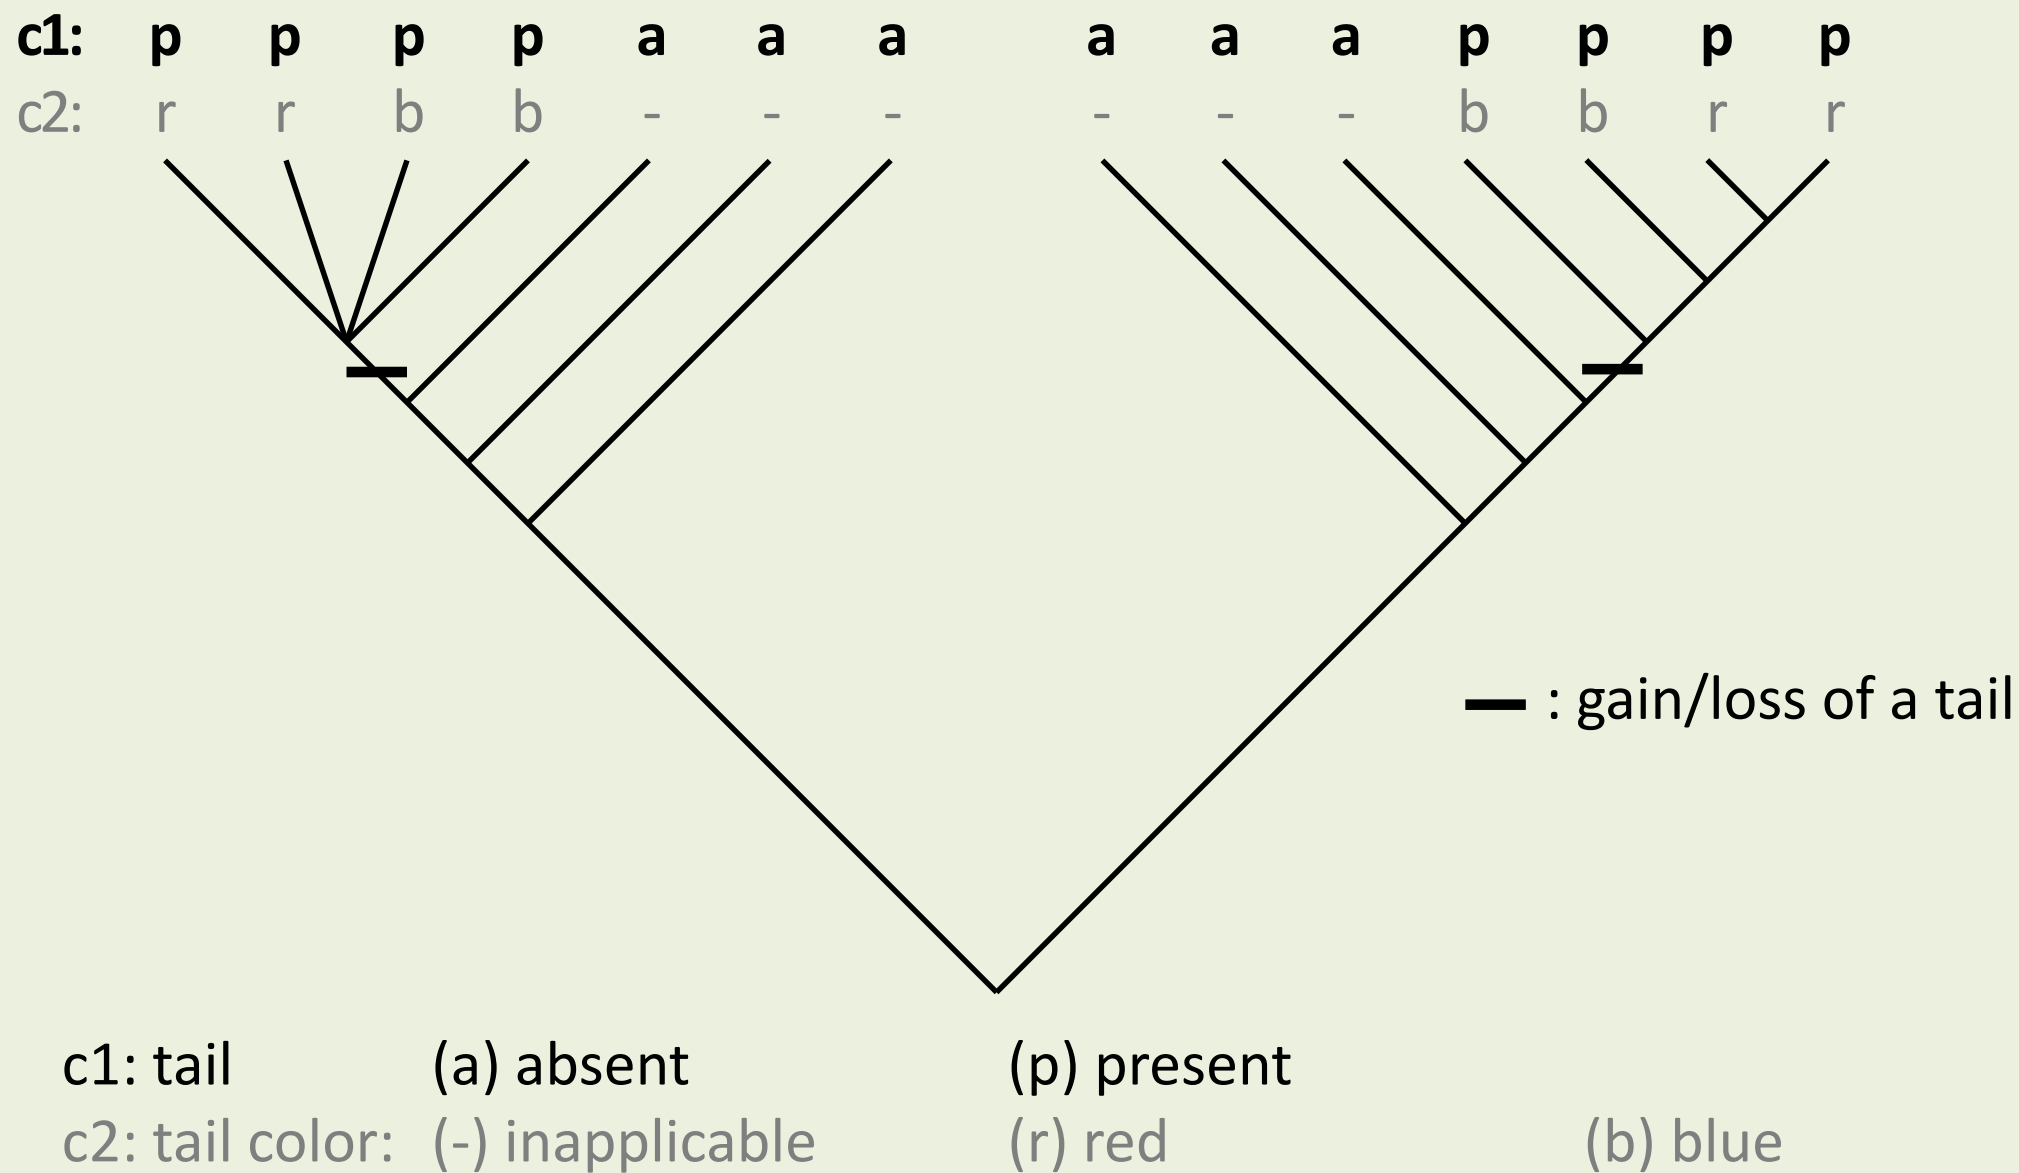 c1: p p p p a a a a a a p p p p
c2: r r b b - - - - - - b b r r
— : gain/loss of a tail
c1: tail (a) absent (p) present
c2: tail color: (-) inapplicable (r) red (b) blue